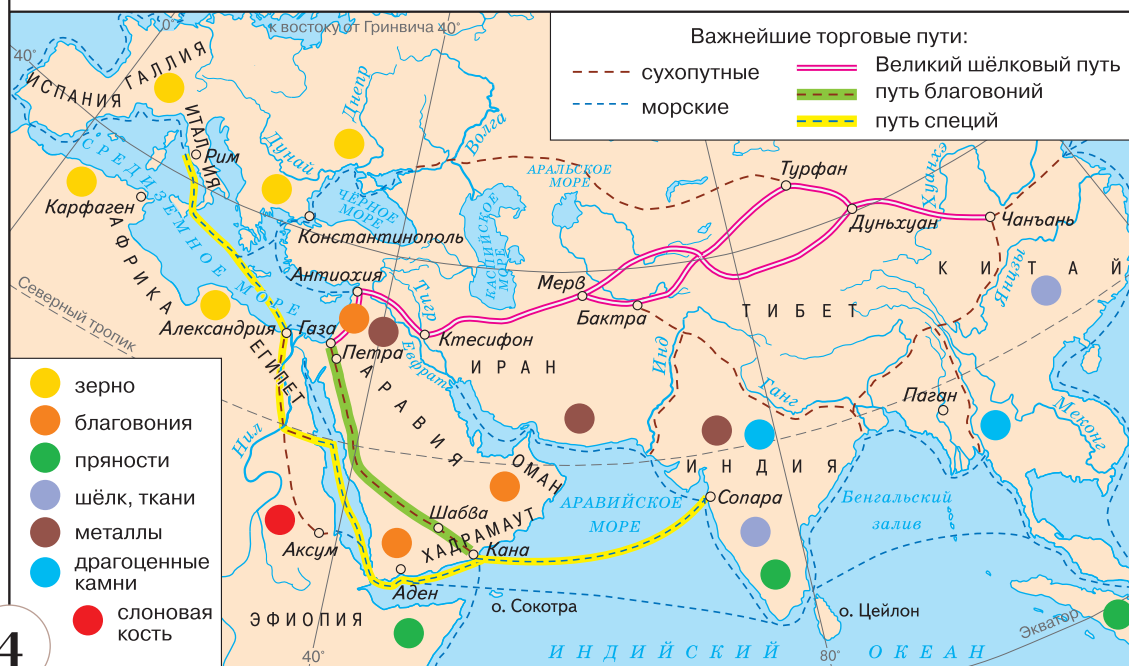 0°
к востоку от Гринвича 40°
40°
Важнейшие торговые пути:
сухопутные
морские
Великий шёлковый путь
путь благовоний
путь специй
ИСПАНИЯ
ГАЛЛИЯ
ИТАЛИЯ
Рим
Дунай
Днепр
Волга
СРЕДИЗЕМНОЕ МОРЕ
Карфаген
АФРИКА
ЧЁРНОЕ
МОРЕ
Константинополь
КАСПИЙСКОЕ
МОРЕ
АРАЛЬСКОЕ
МОРЕ
Турфан
Дуньхуан
Хуанхэ
Чанъань
КИТАЙ
Янцзы
Антиохия
Тигр
Мерв
Бактра
ТИБЕТ
Северный тропик
Александрия
Газа
Петра
Ктесифон
Евфрат
ИРАН
Инд
Ганг
Паган
Меконг
ЕГИПЕТ
Нил
АРАВИЯ
ОМАН
ИНДИЯ
Сопара
АРАВИЙСКОЕ
МОРЕ
Бенгальский
залив
Шабва
ХАДРАМАУТ
Кана
Аксум
Аден
о. Сокотра
о. Цейлон
ЭФИОПИЯ
Экватор
ИНДИЙСКИЙ ОКЕАН
40°
80°
зерно
благовония
пряности
шёлк, ткани
металлы
драгоценные
камни
слоновая
кость
4